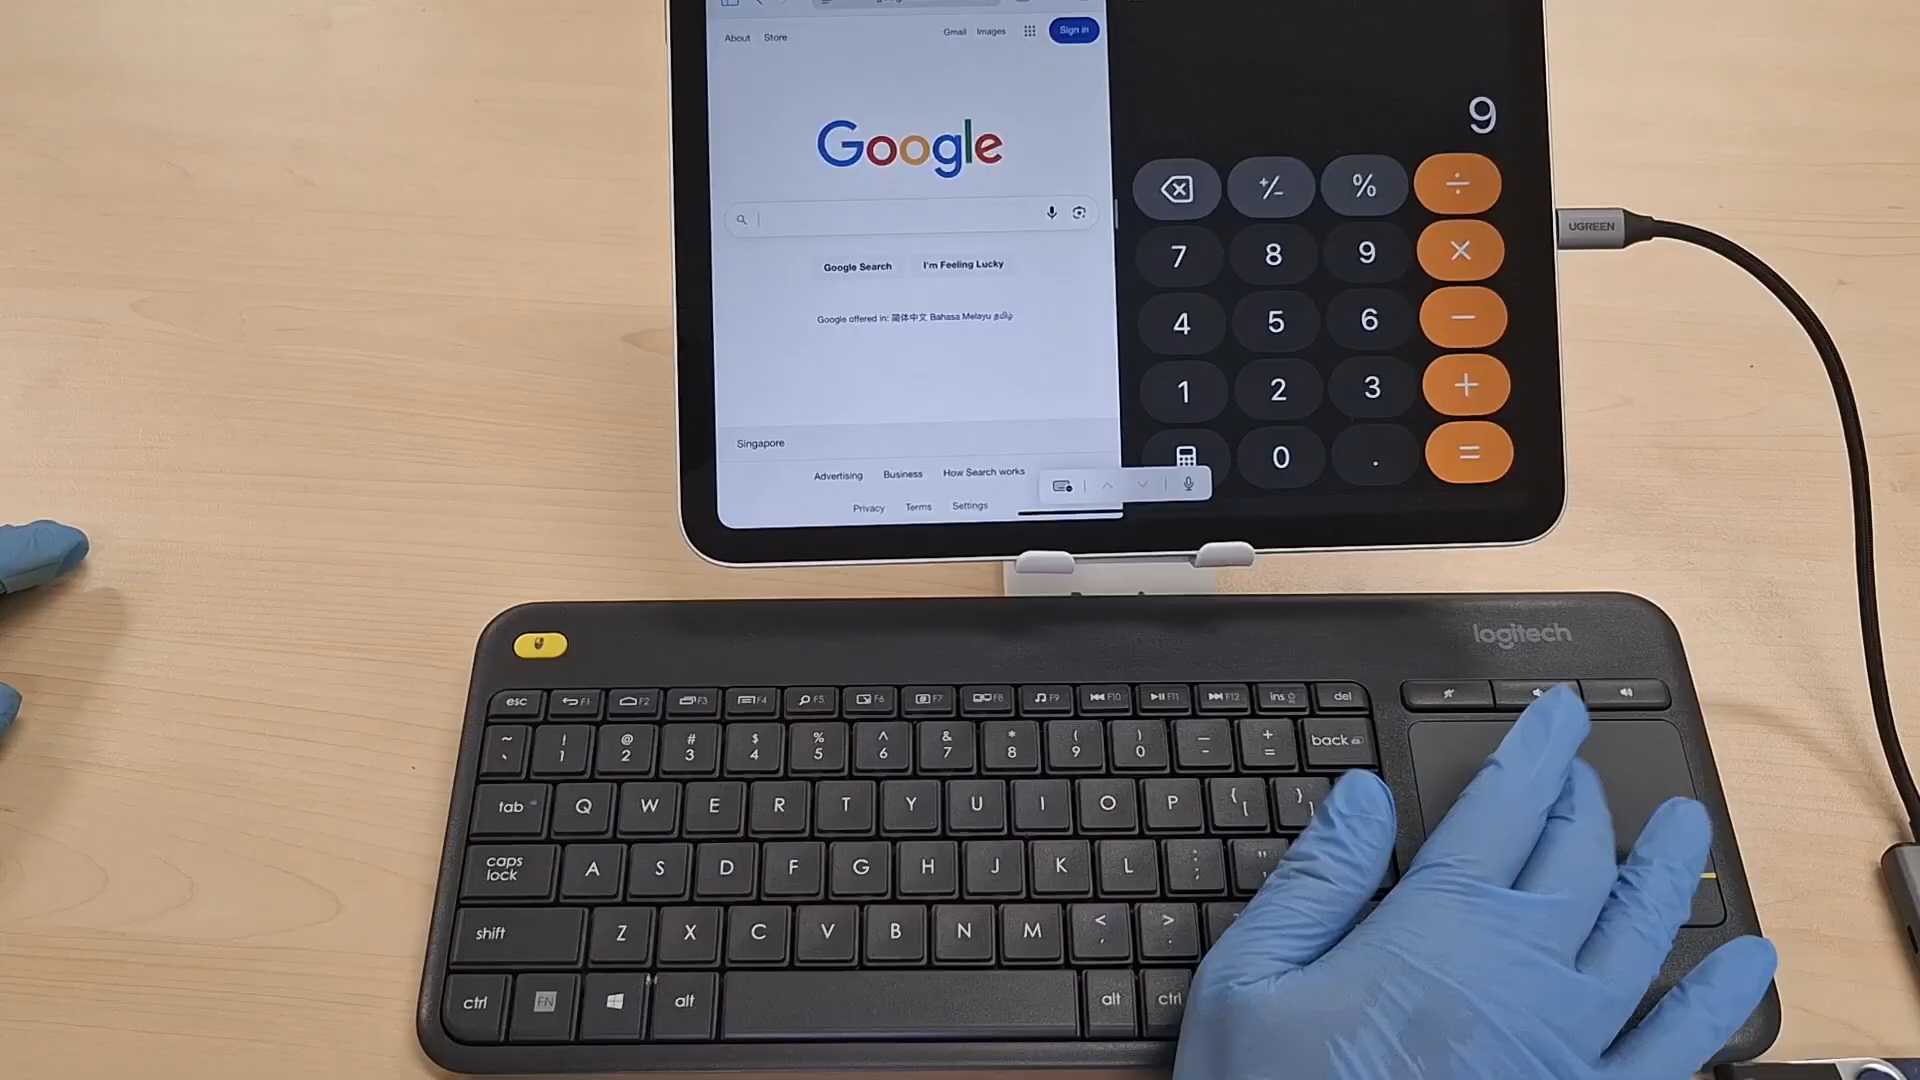 About Store Gmail Images Sign in
Google
Google Search I'm Feeling Lucky
Google offered in: 简体中文 Bahasa Melayu தமிழ்
Singapore
Advertising Business How Search works
Privacy Terms Settings
9
+/- % ÷
7 8 9 ×
4 5 6 −
1 2 3 +
0 . =
UGREEN
logitech
esc F1 F2 F3 F4 F5 F6 F7 F8 F9 F10 F11 F12 ins del
~ ! @ # $ % ^ & * ( ) — +
` 1 2 3 4 5 6 7 8 9 0 - = back
tab Q W E R T Y U I O P { [ } ]
caps lock A S D F G H J K L : ; "
shift Z X C V B N M < , > .
ctrl FN alt alt ctrl